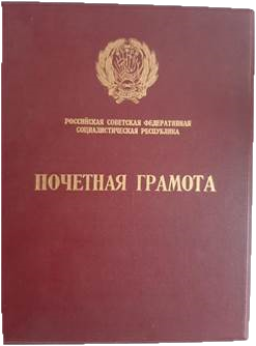 РОССИЙСКАЯ СОВЕТСКАЯ ФЕДЕРАТИВНАЯ
СОЦИАЛИСТИЧЕСКАЯ РЕСПУБЛИКА
ПОЧЕТНАЯ ГРАМОТА